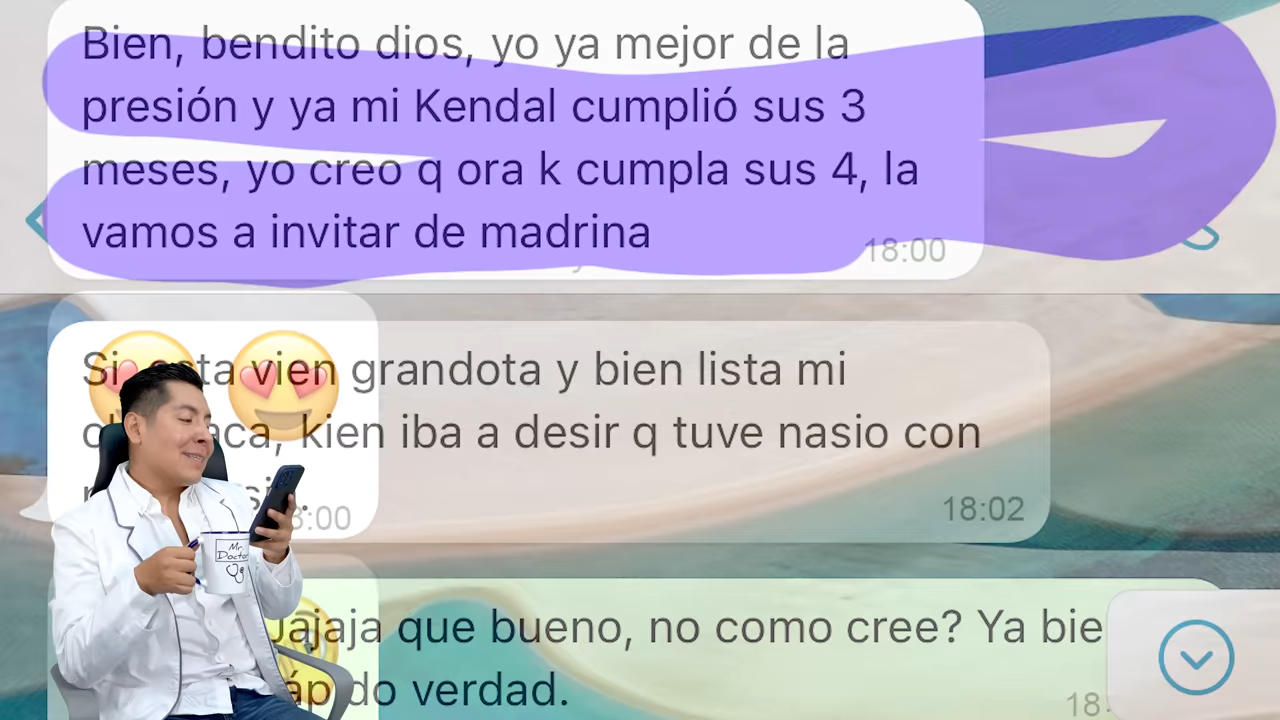 Bien, bendito dios, yo ya mejor de la
presión y ya mi Kendal cumplió sus 3
meses, yo creo q ora k cumpla sus 4, la
vamos a invitar de madrina
18:00
Si esta vien grandota y bien lista mi
kien iba a desir q tuve nasio con
:00
18:02
Mr.
Doctor
Jajaja que bueno, no como cree? Ya bie
do verdad.
18: